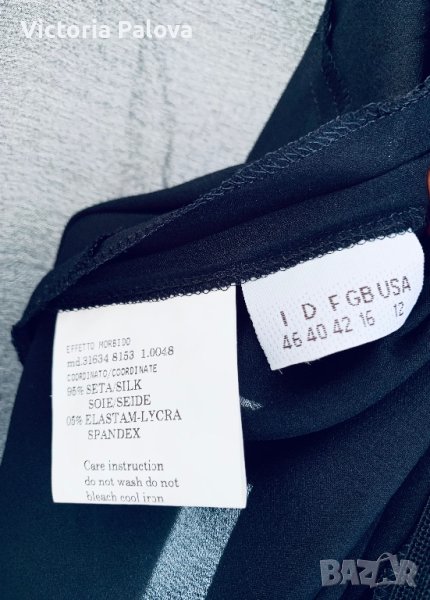 Victoria Palova
EFFETTO MORBIDO
md.31634 8153 1.0048
COORDINATO/COORDINATE
95% SETA/SILK
SOIE/SEIDE
05% ELASTAM-LYCRA
SPANDEX
Care instruction
do not wash do not
bleach cool iron
I D F GB USA
46 40 42 16 12
BAZAR